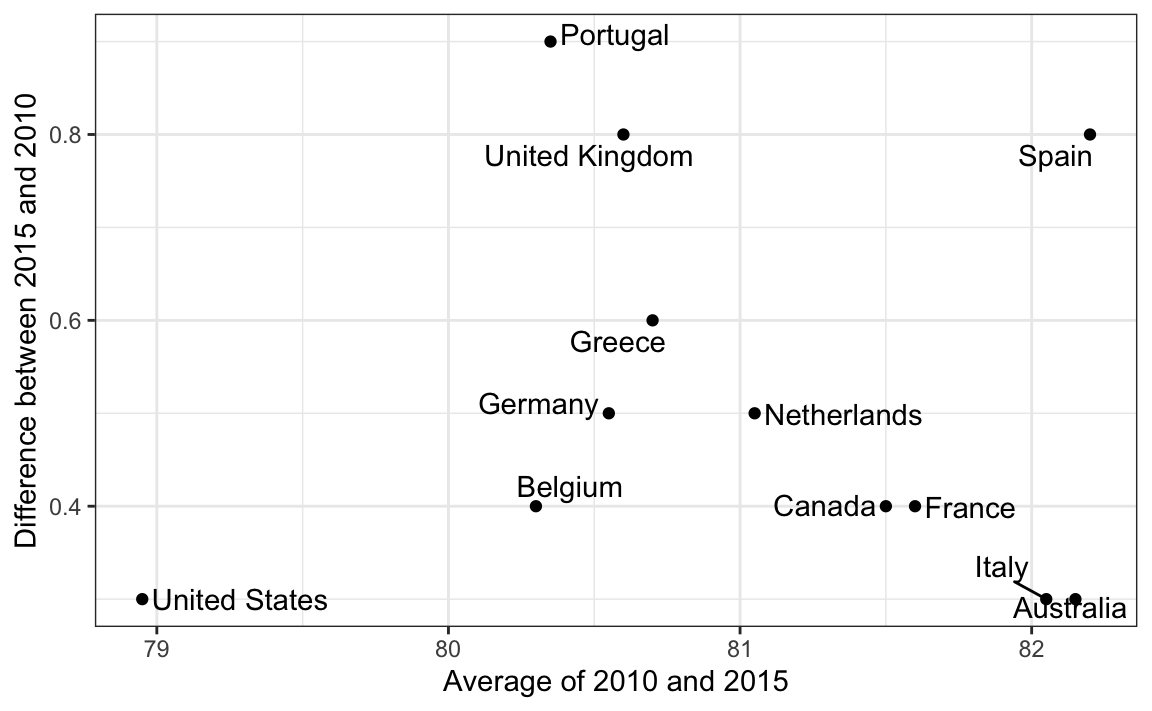 Portugal
0.8
United Kingdom
Spain
Difference between 2015 and 2010
0.6
Greece
Germany
Netherlands
Belgium
0.4
Canada
France
Italy
United States
Australia
79
80
81
82
Average of 2010 and 2015